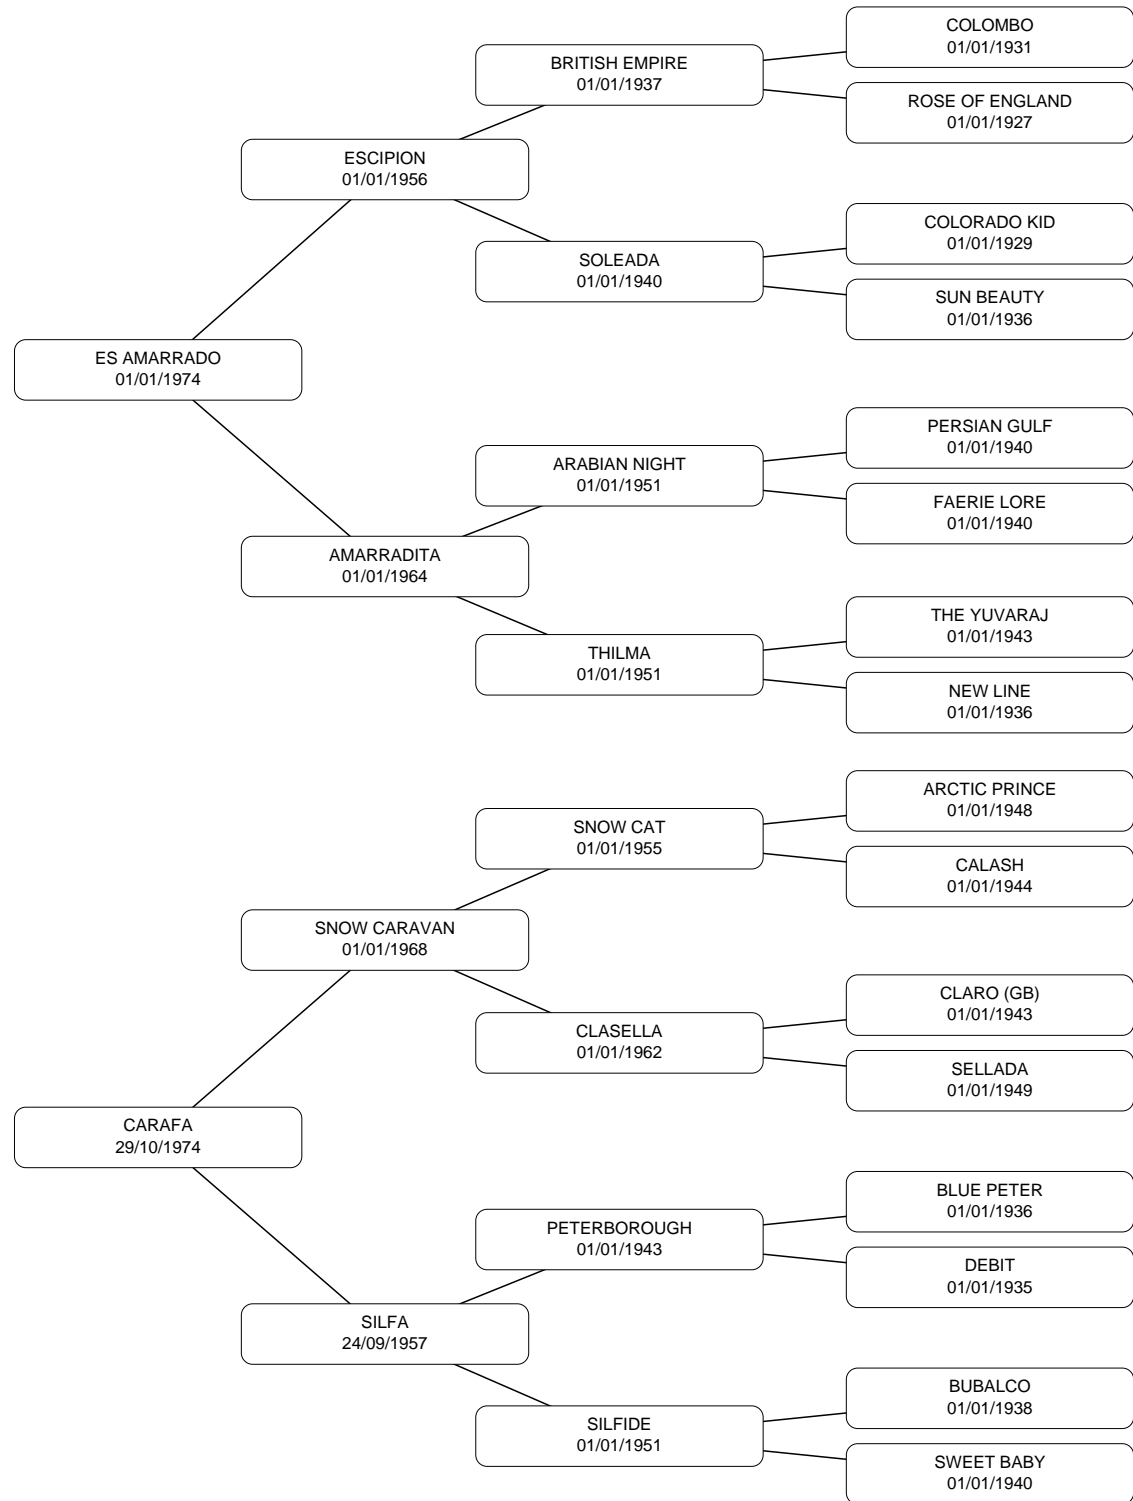 COLOMBO
01/01/1931
BRITISH EMPIRE
01/01/1937
ROSE OF ENGLAND
01/01/1927
ESCIPION
01/01/1956
COLORADO KID
01/01/1929
SOLEADA
01/01/1940
SUN BEAUTY
01/01/1936
ES AMARRADO
01/01/1974
PERSIAN GULF
01/01/1940
ARABIAN NIGHT
01/01/1951
FAERIE LORE
01/01/1940
AMARRADITA
01/01/1964
THE YUVARAJ
01/01/1943
THILMA
01/01/1951
NEW LINE
01/01/1936
ARCTIC PRINCE
01/01/1948
SNOW CAT
01/01/1955
CALASH
01/01/1944
SNOW CARAVAN
01/01/1968
CLARO (GB)
01/01/1943
CLASELLA
01/01/1962
SELLADA
01/01/1949
CARAFA
29/10/1974
BLUE PETER
01/01/1936
PETERBOROUGH
01/01/1943
DEBIT
01/01/1935
SILFA
24/09/1957
BUBALCO
01/01/1938
SILFIDE
01/01/1951
SWEET BABY
01/01/1940